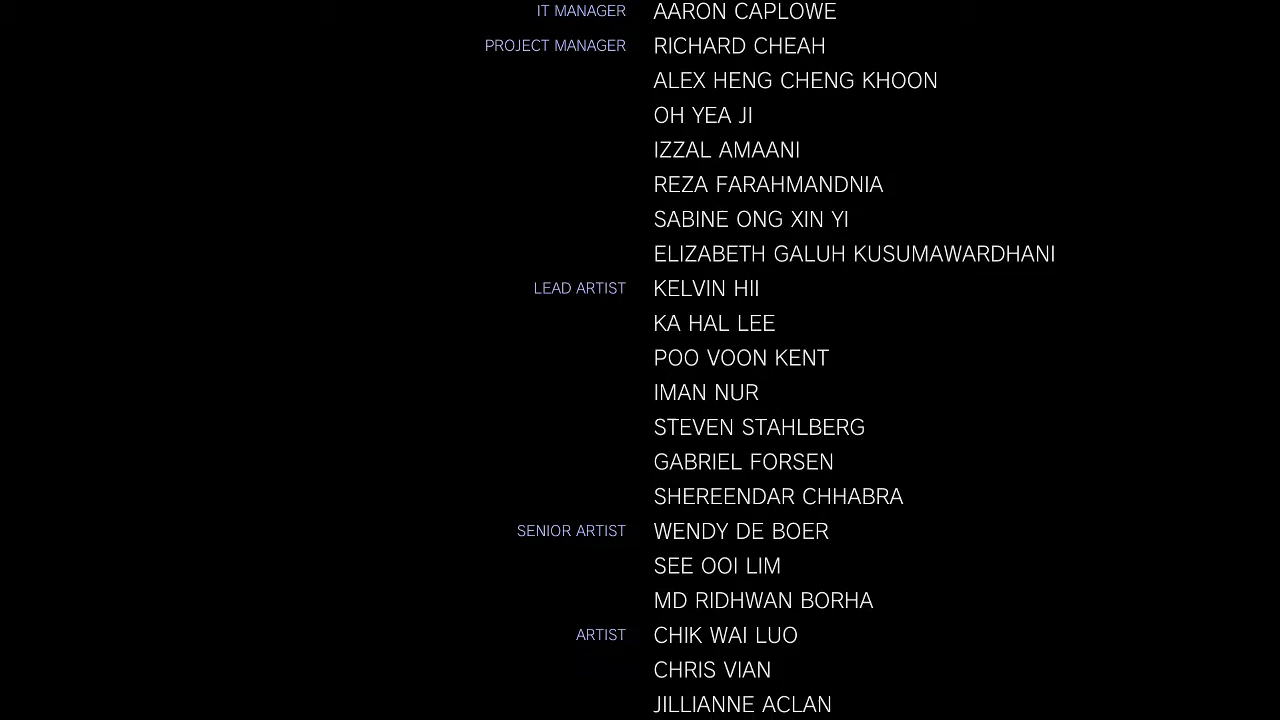 IT MANAGER AARON CAPLOWE
PROJECT MANAGER RICHARD CHEAH
ALEX HENG CHENG KHOON
OH YEA JI
IZZAL AMAANI
REZA FARAHMANDNIA
SABINE ONG XIN YI
ELIZABETH GALUH KUSUMAWARDHANI
LEAD ARTIST KELVIN HII
KA HAL LEE
POO VOON KENT
IMAN NUR
STEVEN STAHLBERG
GABRIEL FORSEN
SHEREENDAR CHHABRA
SENIOR ARTIST WENDY DE BOER
SEE OOI LIM
MD RIDHWAN BORHA
ARTIST CHIK WAI LUO
CHRIS VIAN
JILLIANNE ACLAN